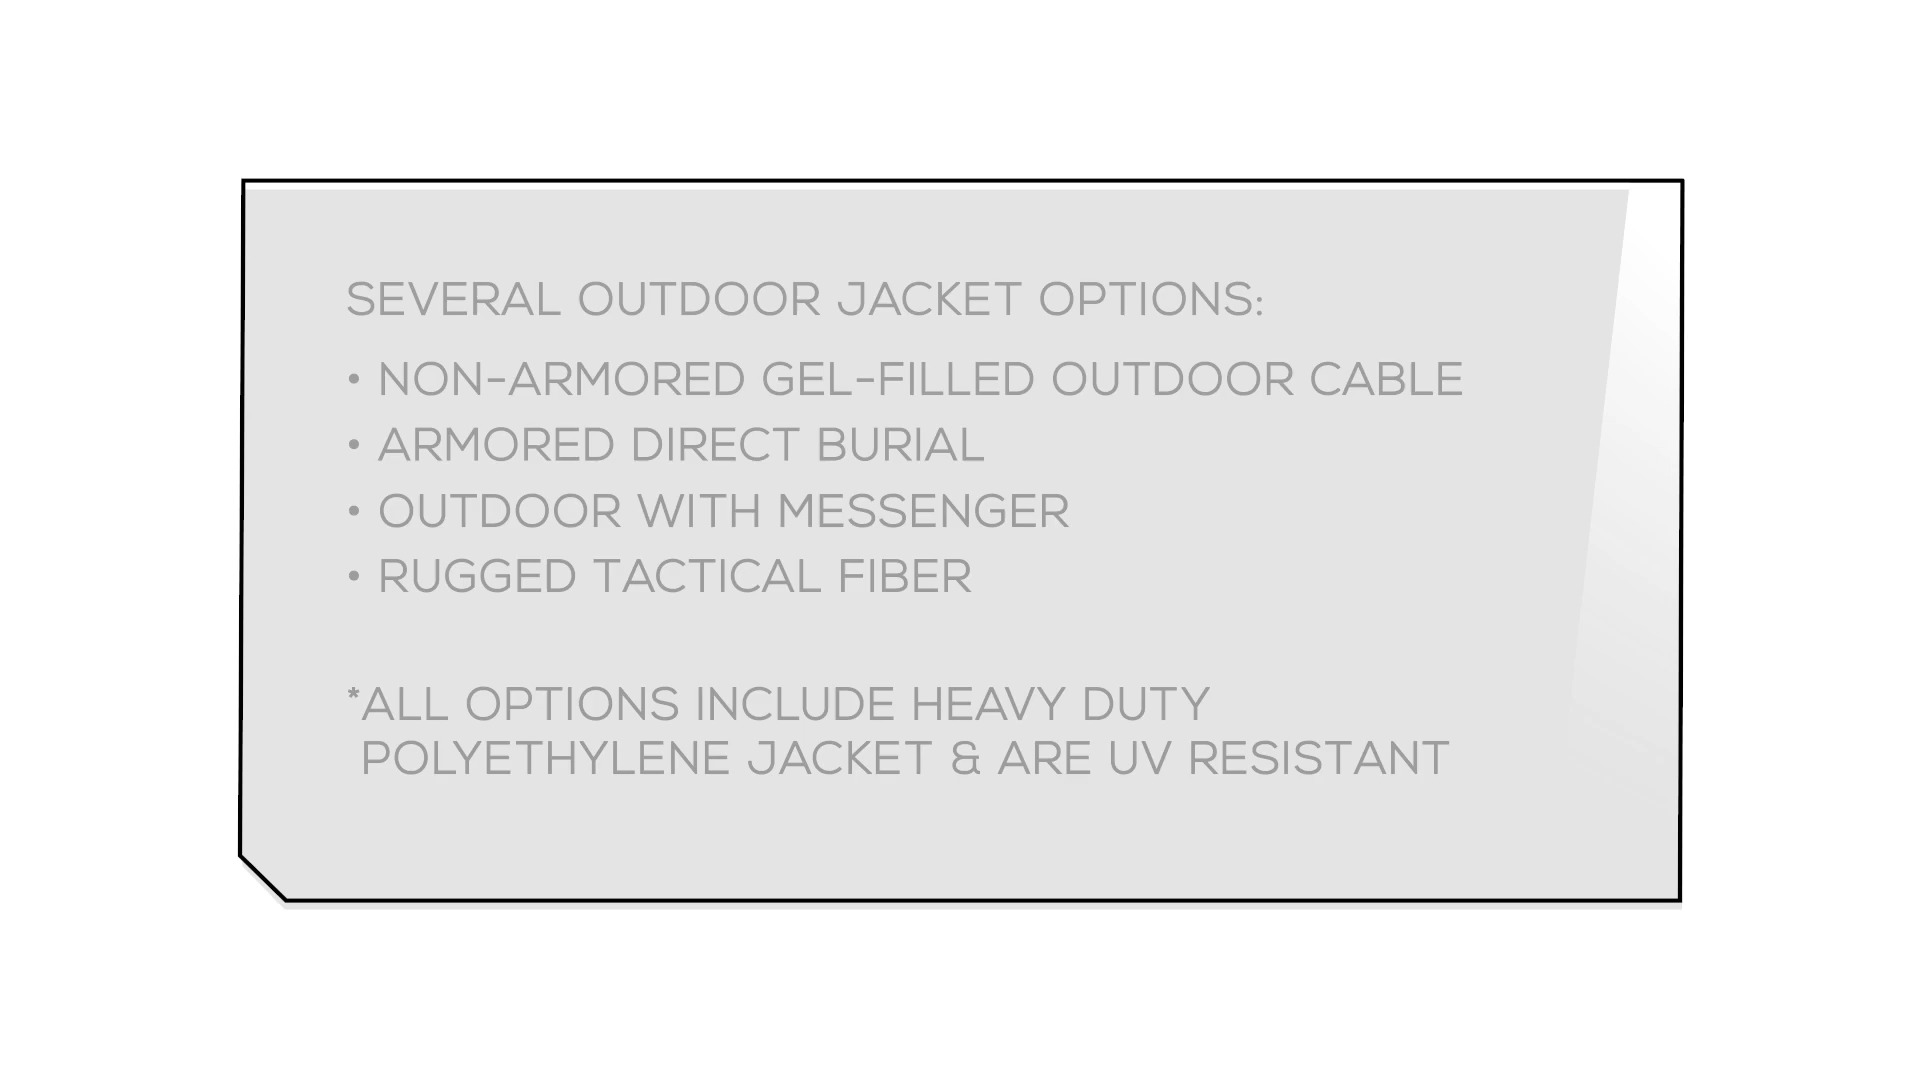 SEVERAL OUTDOOR JACKET OPTIONS:
• NON-ARMORED GEL-FILLED OUTDOOR CABLE
• ARMORED DIRECT BURIAL
• OUTDOOR WITH MESSENGER
• RUGGED TACTICAL FIBER
*ALL OPTIONS INCLUDE HEAVY DUTY
POLYETHYLENE JACKET & ARE UV RESISTANT